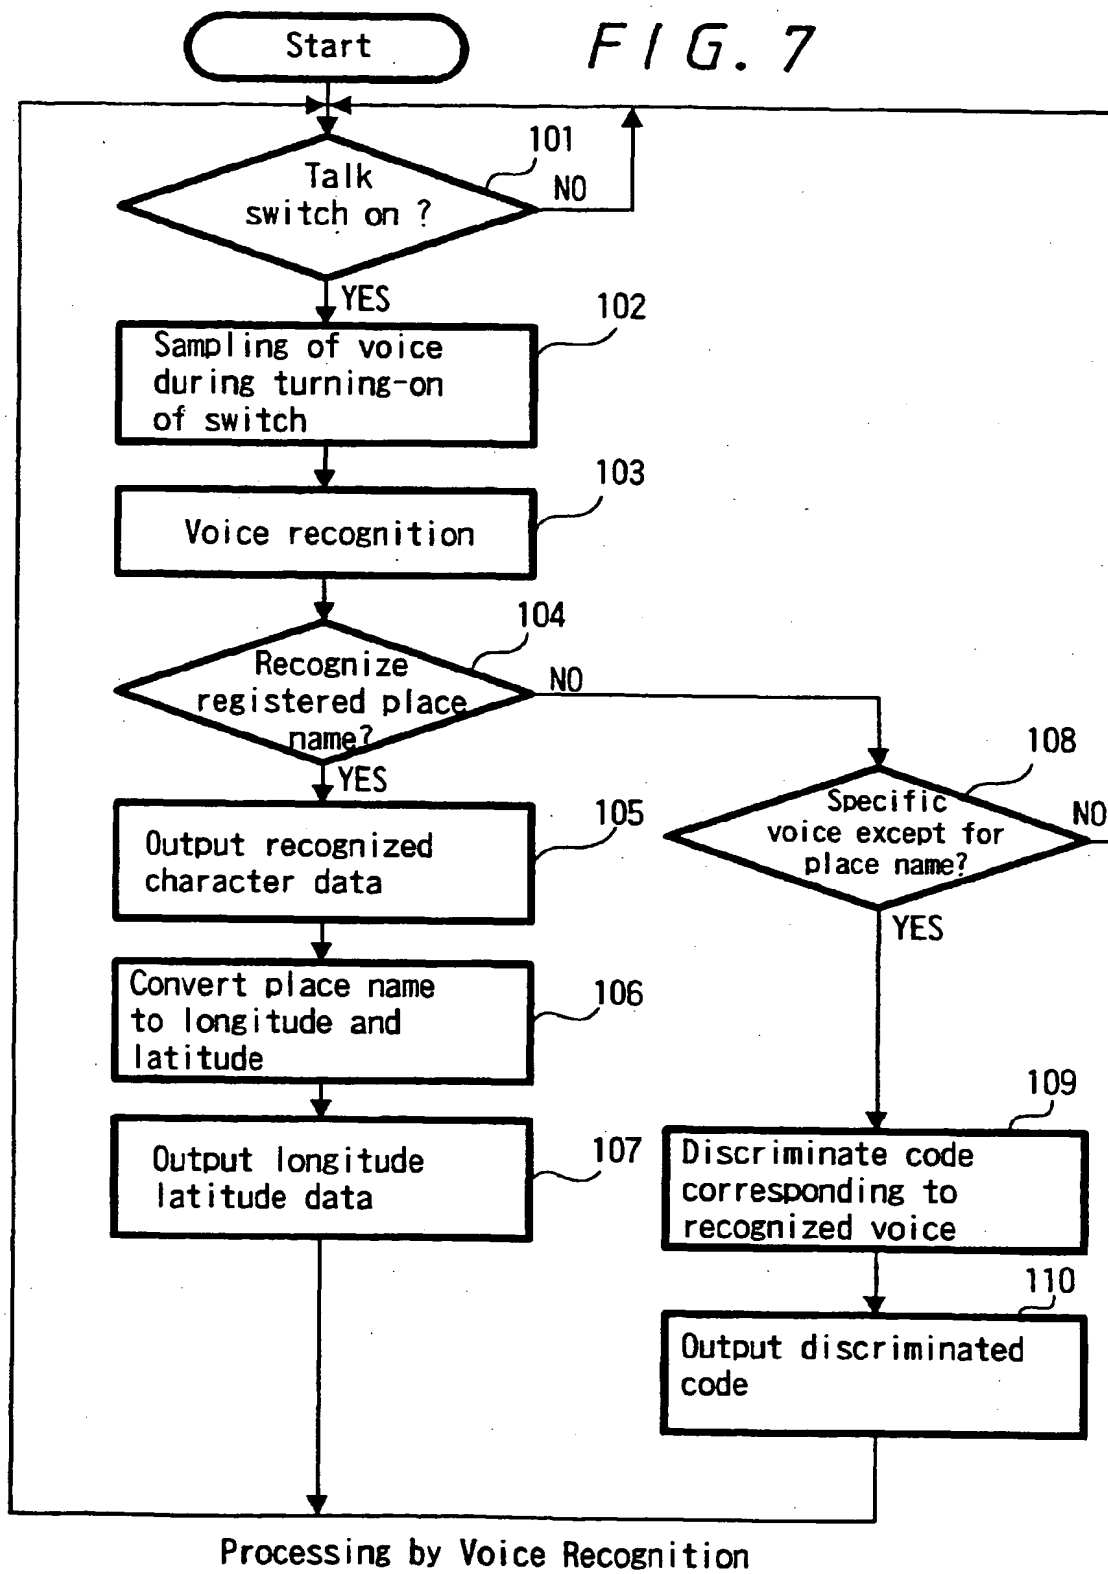 Start
FIG. 7
101
Talk
switch on ?
NO
YES
102
Sampling of voice
during turning-on
of switch
103
Voice recognition
104
Recognize
registered place
name?
NO
YES
108
Specific
voice except for
place name?
NO
YES
105
Output recognized
character data
106
Convert place name
to longitude and
latitude
107
Output longitude
latitude data
109
Discriminate code
corresponding to
recognized voice
110
Output discriminated
code
Processing by Voice Recognition